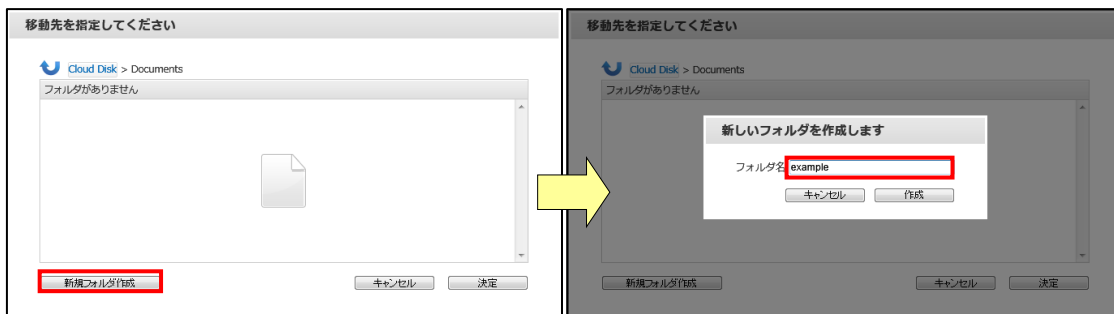 移動先を指定してください
Cloud Disk > Documents
フォルダがありません
新規フォルダ作成
キャンセル
決定
移動先を指定してください
Cloud Disk > Documents
フォルダがありません
新しいフォルダを作成します
フォルダ名 example
キャンセル
作成
新規フォルダ作成
キャンセル
決定